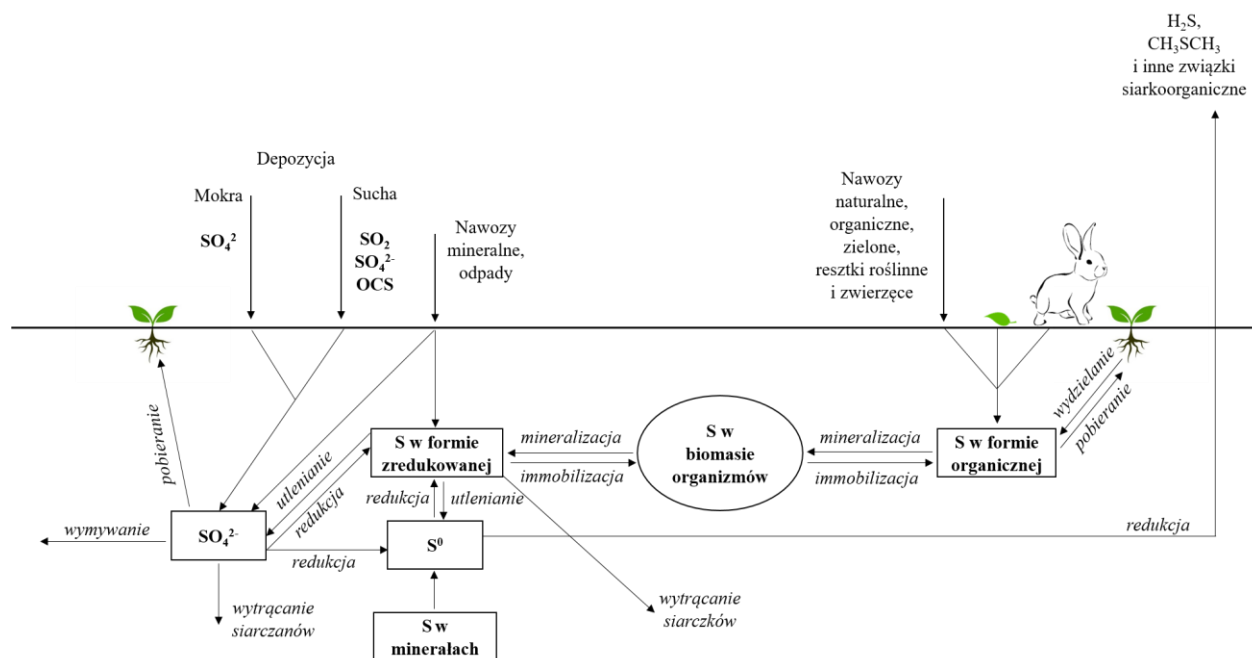 H₂S,
CH₃SCH₃
i inne związki
siarkoorganiczne
Depozycja
Mokra
SO₄²
Sucha
SO₂
SO₄²⁻
OCS
Nawozy
mineralne,
odpady
Nawozy
naturalne,
organiczne,
zielone,
resztki roślinne
i zwierzęce
pobieranie
utlenianie
redukcja
S w formie
zredukowanej
mineralizacja
immobilizacja
S w
biomasie
organizmów
mineralizacja
immobilizacja
S w formie
organicznej
wydzielanie
pobieranie
redukcja
utlenianie
wymywanie
SO₄²⁻
redukcja
S⁰
redukcja
wytrącanie
siarczanów
S w
minerałach
wytrącanie
siarczków